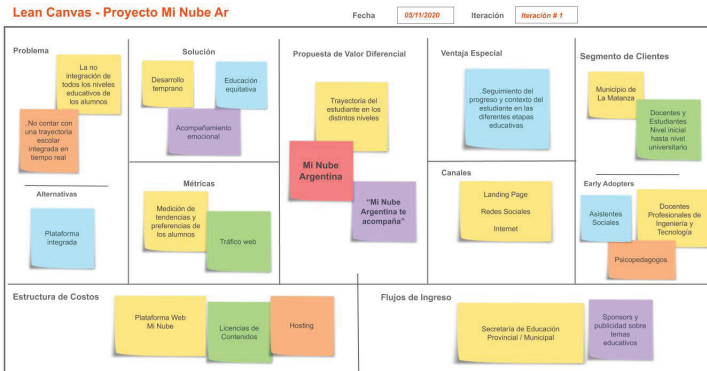 Lean Canvas - Proyecto Mi Nube Ar
Fecha
05/11/2020
Iteración
Iteración # 1
Problema
La no
integración de
todos los niveles
educativos de
los alumnos
.No contar con
una trayectoria
escolar
integrada en
tiempo real
Alternativas
Plataforma
integrada
Solución
Desarrollo
temprano
Educación
equitativa
Acompañamiento
emocional
Métricas
Medición de
tendencias y
preferencias de
los alumnos
Tráfico web
Propuesta de Valor Diferencial
Trayectoria del
estudiante en los
distintos niveles
Mi Nube
Argentina
“Mi Nube
Argentina te
acompaña”
Ventaja Especial
.Seguimiento del
progreso y contexto del
estudiante en las
diferentes etapas
educativas
Canales
Landing Page
Redes Sociales
Internet
Segmento de Clientes
Municipio de
La Matanza
Docentes y
Estudiantes
Nivel inicial
hasta nivel
universitario
Early Adopters
Asistentes
Sociales
Docentes
Profesionales de
Ingeniería y
Tecnología
Psicopedagogos
Estructura de Costos
Plataforma Web
Mi Nube
Licencias de
Contenidos
Hosting
Flujos de Ingreso
Secretaría de Educación
Provincial / Municipal
Sponsors y
publicidad sobre
temas
educativos